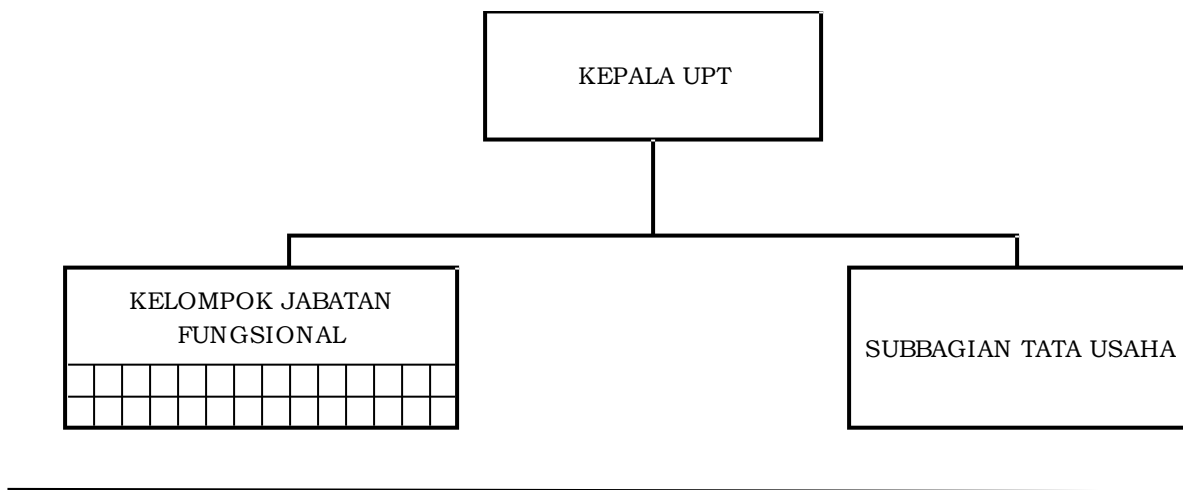 KEPALA UPT
KELOMPOK JABATAN
FUNGSIONAL
SUBBAGIAN TATA USAHA